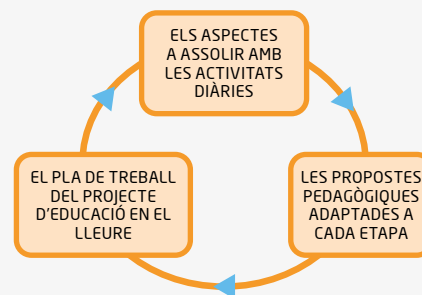 ELS ASPECTES
A ASSOLIR AMB
LES ACTIVITATS
DIÀRIES
EL PLA DE TREBALL
DEL PROJECTE
D'EDUCACIÓ EN EL
LLEURE
LES PROPOSTES
PEDAGÒGIQUES
ADAPTADES A
CADA ETAPA